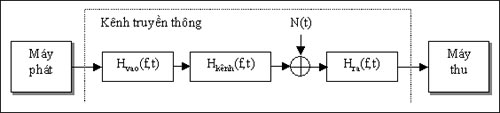 Kênh truyền thông
N(t)
Máy
phát
Hvao(f,t)
Hkênh(f,t)
Hra(f,t)
Máy
thu